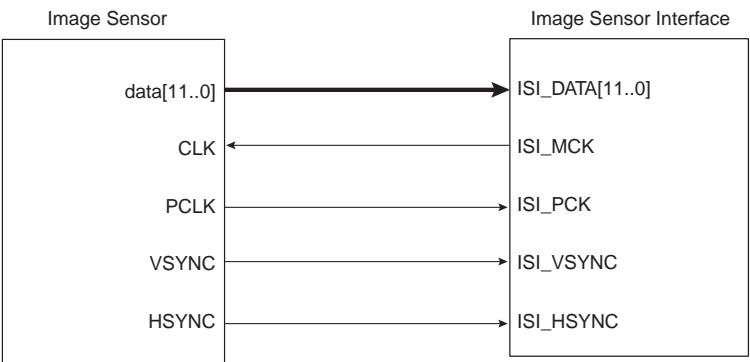 Image Sensor Image Sensor Interface
data[11..0] ISI_DATA[11..0]
CLK ISI_MCK
PCLK ISI_PCK
VSYNC ISI_VSYNC
HSYNC ISI_HSYNC